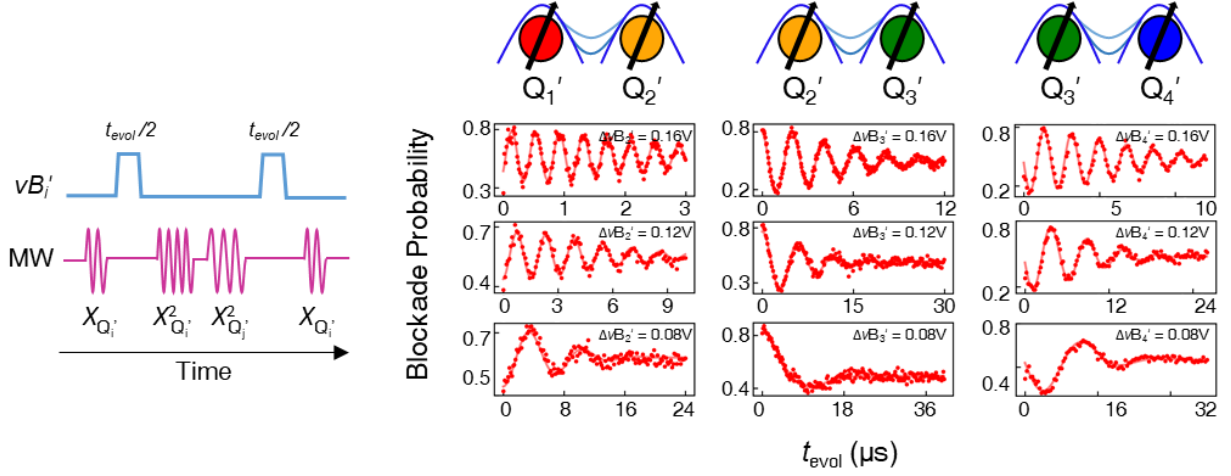 t_evol/2 t_evol/2
vB_i'
MW
X_Q_i' X²_Q_i' X²_Q_j' X_Q_i'
Time
Q_1' Q_2'
Q_2' Q_3'
Q_3' Q_4'
Blockade Probability
ΔvB_2' = 0.16V
0.8
0.3
0 1 2 3
ΔvB_3' = 0.16V
0.8
0.2
0 6 12
ΔvB_4' = 0.16V
0.8
0.2
0 5 10
ΔvB_2' = 0.12V
0.7
0.4
0 3 6 9
ΔvB_3' = 0.12V
0.8
0.3
0 15 30
ΔvB_4' = 0.12V
0.8
0.2
0 12 24
ΔvB_2' = 0.08V
0.7
0.5
0 8 16 24
ΔvB_3' = 0.08V
0.8
0.4
0 18 36
ΔvB_4' = 0.08V
0.8
0.4
0 16 32
t_evol (μs)